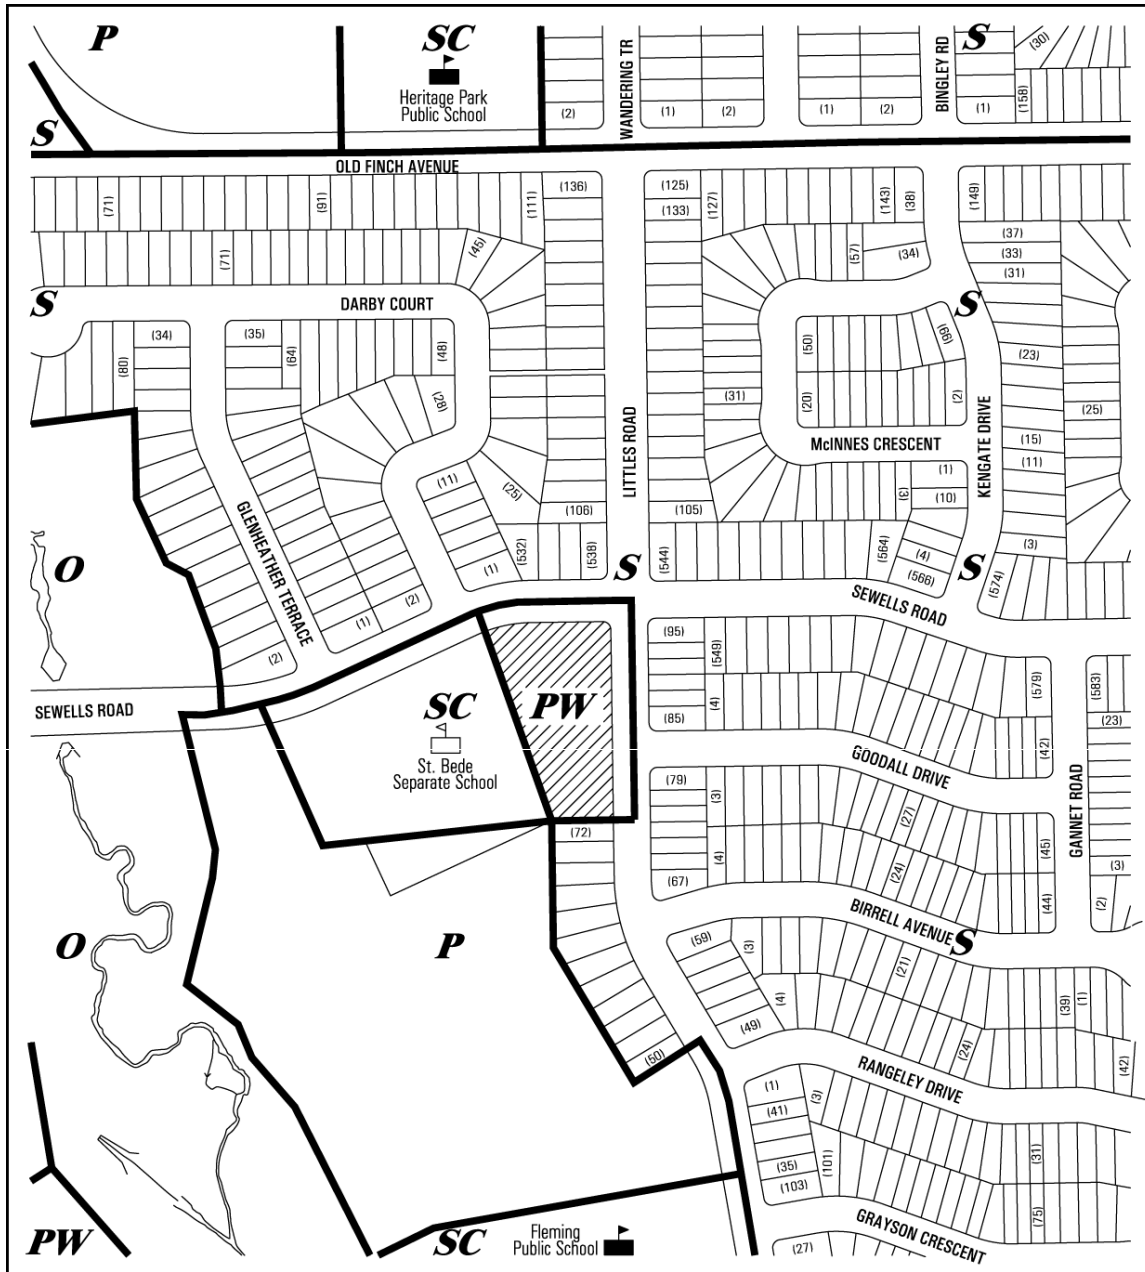 P
SC
S
Heritage Park
Public School
WANDERING TR
BINGLEY RD
(30)
(158)
(2)
(1)
(2)
(1)
(2)
(1)
S
OLD FINCH AVENUE
(71)
(91)
(111)
(136)
(125)
(133)
(127)
(143)
(38)
(149)
(71)
(45)
(57)
(34)
(37)
(33)
(31)
S
DARBY COURT
S
(34)
(35)
(80)
(64)
(48)
(28)
(50)
(66)
(20)
(2)
(23)
(31)
(25)
McINNES CRESCENT
KENGATE DRIVE
LITTLES ROAD
(15)
(11)
(11)
(25)
(1)
(10)
(3)
(106)
(105)
GLENHEATHER TERRACE
O
(532)
(538)
(544)
(564)
(4)
(566)
(3)
(574)
(1)
S
S
(2)
(1)
(2)
SEWELLS ROAD
(95)
(549)
(579)
(583)
SEWELLS ROAD
SC
PW
(4)
(85)
(42)
(23)
St. Bede
Separate School
GOODALL DRIVE
GANNET ROAD
(79)
(3)
(27)
(72)
(45)
(4)
(24)
(3)
(67)
(44)
(2)
BIRRELL AVENUE
O
P
S
(59)
(3)
(21)
(4)
(39)
(1)
(49)
(24)
(42)
(50)
RANGELEY DRIVE
(1)
(3)
(41)
(31)
(35)
(101)
(103)
(75)
GRAYSON CRESCENT
PW
SC
Fleming
Public School
(27)